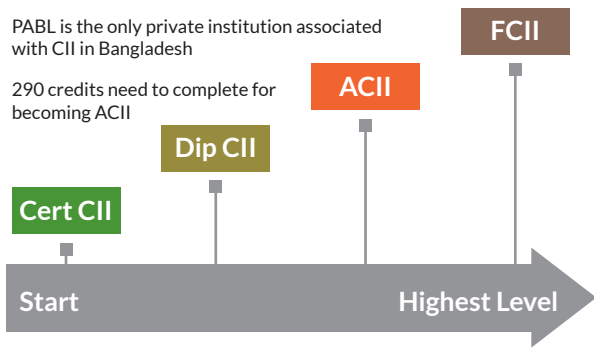 PABL is the only private institution associated
with CII in Bangladesh
290 credits need to complete for
becoming ACII
FCII
ACII
Dip CII
Cert CII
Start
Highest Level